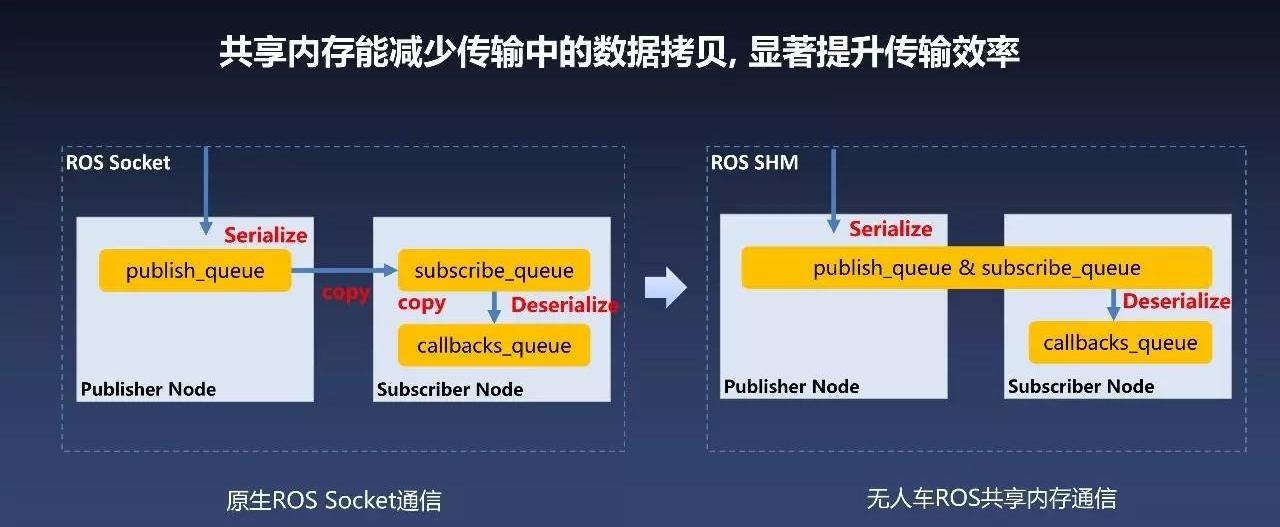 共享内存能减少传输中的数据拷贝, 显著提升传输效率
ROS Socket
Serialize
publish_queue
copy
subscribe_queue
copy
Deserialize
callbacks_queue
Publisher Node
Subscriber Node
原生ROS Socket通信
ROS SHM
Serialize
publish_queue & subscribe_queue
Deserialize
callbacks_queue
Publisher Node
Subscriber Node
无人车ROS共享内存通信